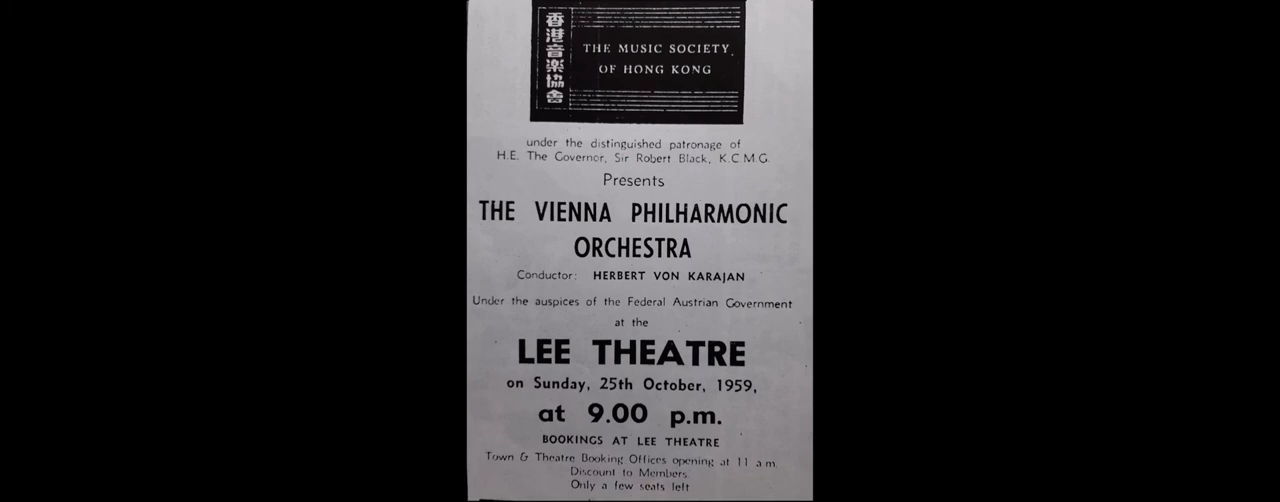 香港音楽協會
THE MUSIC SOCIETY
OF HONG KONG
under the distinguished patronage of
H.E. The Governor, Sir Robert Black, K.C.M.G.
Presents
THE VIENNA PHILHARMONIC
ORCHESTRA
Conductor: HERBERT VON KARAJAN
Under the auspices of the Federal Austrian Government
at the
LEE THEATRE
on Sunday, 25th October, 1959,
at 9.00 p.m.
BOOKINGS AT LEE THEATRE
Town & Theatre Booking Offices opening at 11 a.m.
Discount to Members.
Only a few seats left